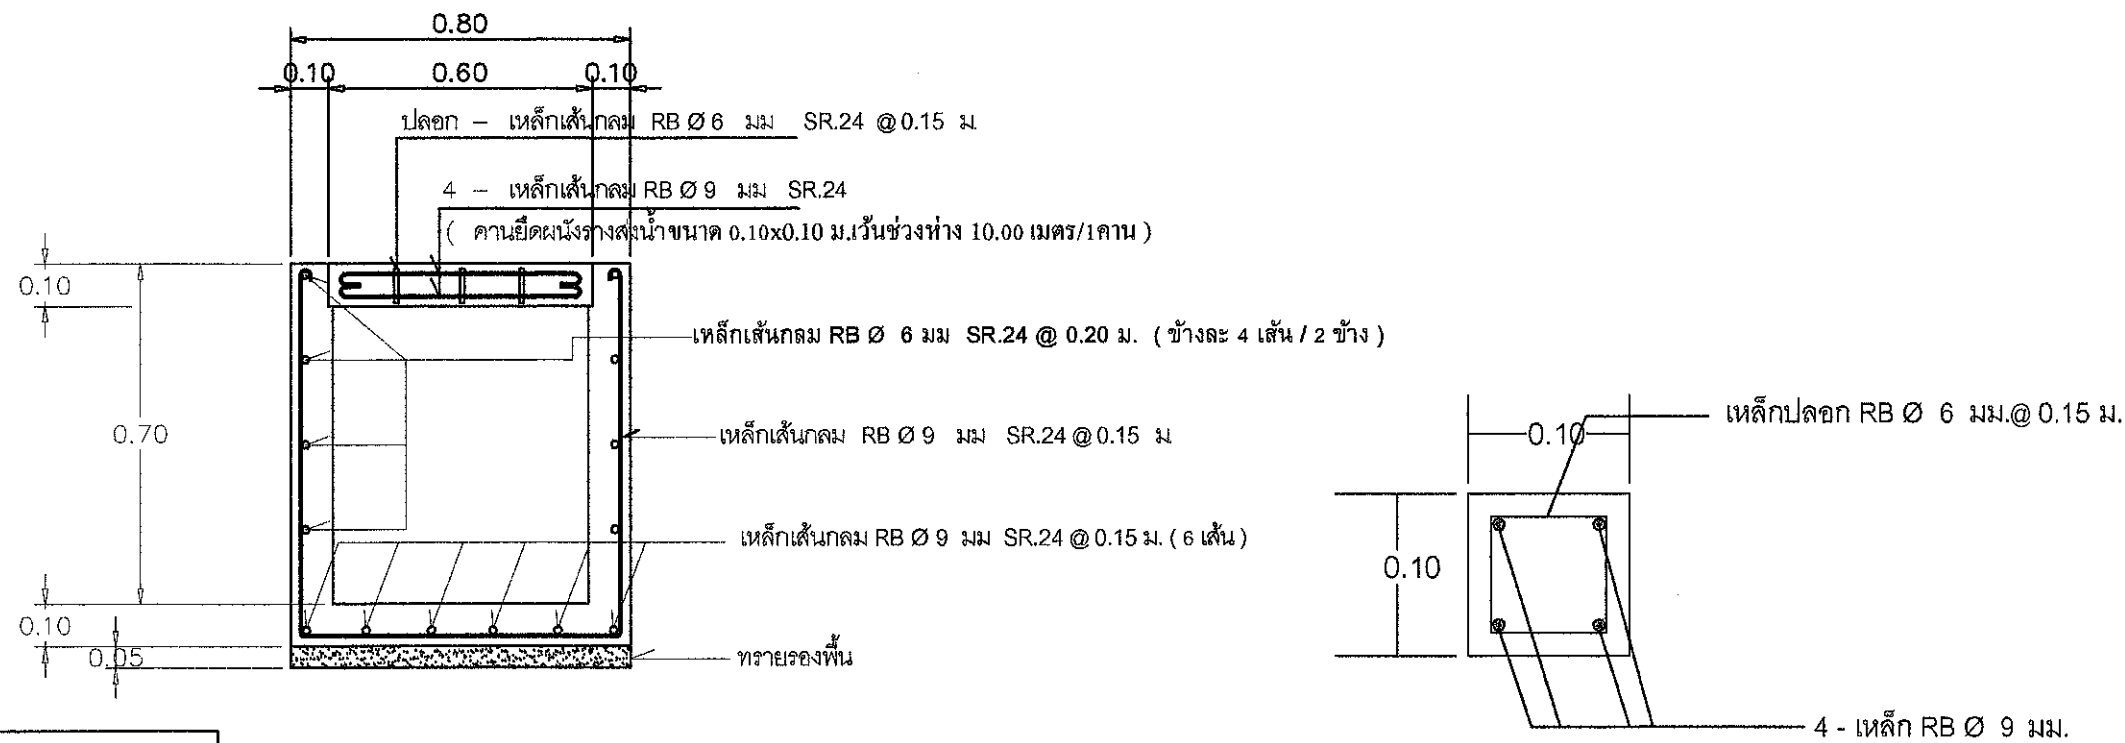 0.80
0.10 0.60 0.10
ปลอก – เหล็กเส้นกลม RB Ø 6 มม SR.24 @ 0.15 ม
4 – เหล็กเส้นกลม RB Ø 9 มม SR.24
( คานยึดผนังรางส่งน้ำขนาด 0.10x0.10 ม.เว้นช่วงห่าง 10.00 เมตร/1คาน )
0.10
เหล็กเส้นกลม RB Ø 6 มม SR.24 @ 0.20 ม. ( ข้างละ 4 เส้น / 2 ข้าง )
0.70
เหล็กเส้นกลม RB Ø 9 มม SR.24 @ 0.15 ม
เหล็กเส้นกลม RB Ø 9 มม SR.24 @ 0.15 ม. ( 6 เส้น )
0.10
0.05
ทรายรองพื้น
เหล็กปลอก RB Ø 6 มม.@ 0.15 ม.
0.10
0.10
4 - เหล็ก RB Ø 9 มม.